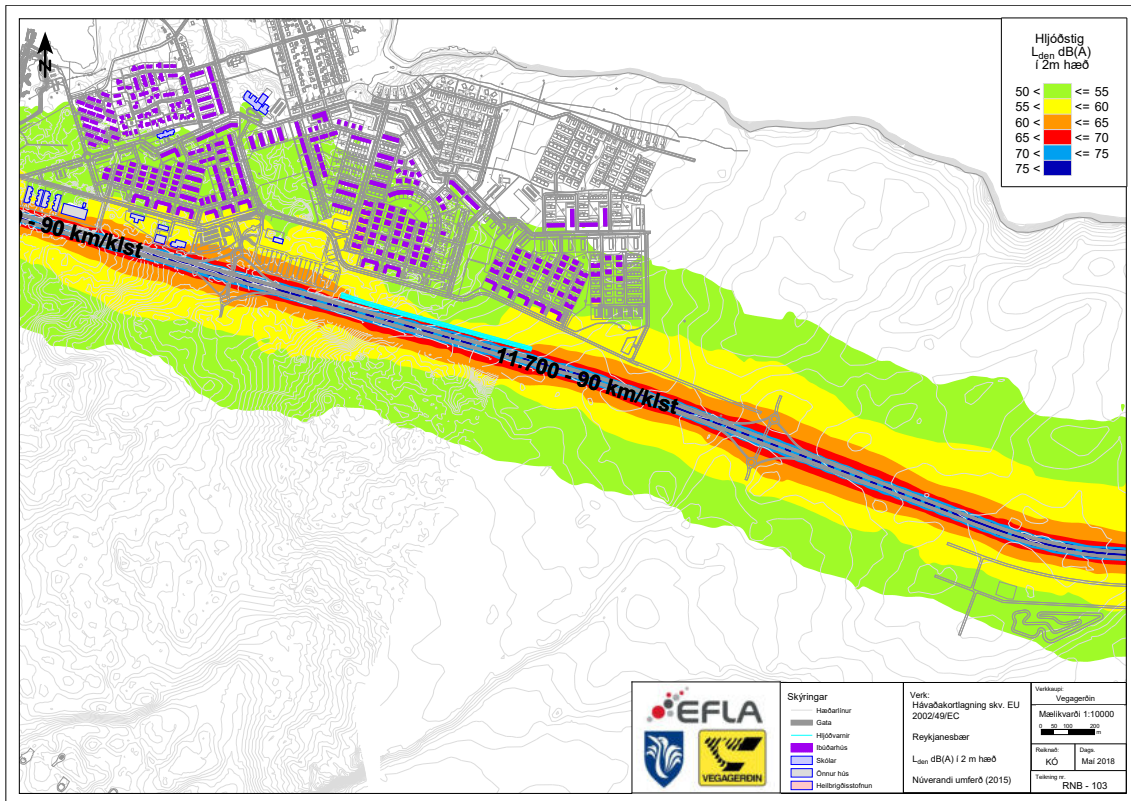 N
Hljóðstig
Lden dB(A)
í 2m hæð
50 < <= 55
55 < <= 60
60 < <= 65
65 < <= 70
70 < <= 75
75 <
- 90 km/klst
11.700 - 90 km/klst
EFLA
VEGAGERÐIN
Skýringar
Hæðarlínur
Gata
Hljóðvarnir
Íbúðarhús
Skólar
Önnur hús
Heilbrigðisstofnun
Verk:
Hávaðakortlagning skv. EU
2002/49/EC
Reykjanesbær
Lden dB(A) í 2 m hæð
Núverandi umferð (2015)
Verkkaupi:
Vegagerðin
Mælikvarði 1:10000
0 50 100 200
m
Reiknað: Dags.
KÓ Maí 2018
Teikning nr.
RNB - 103